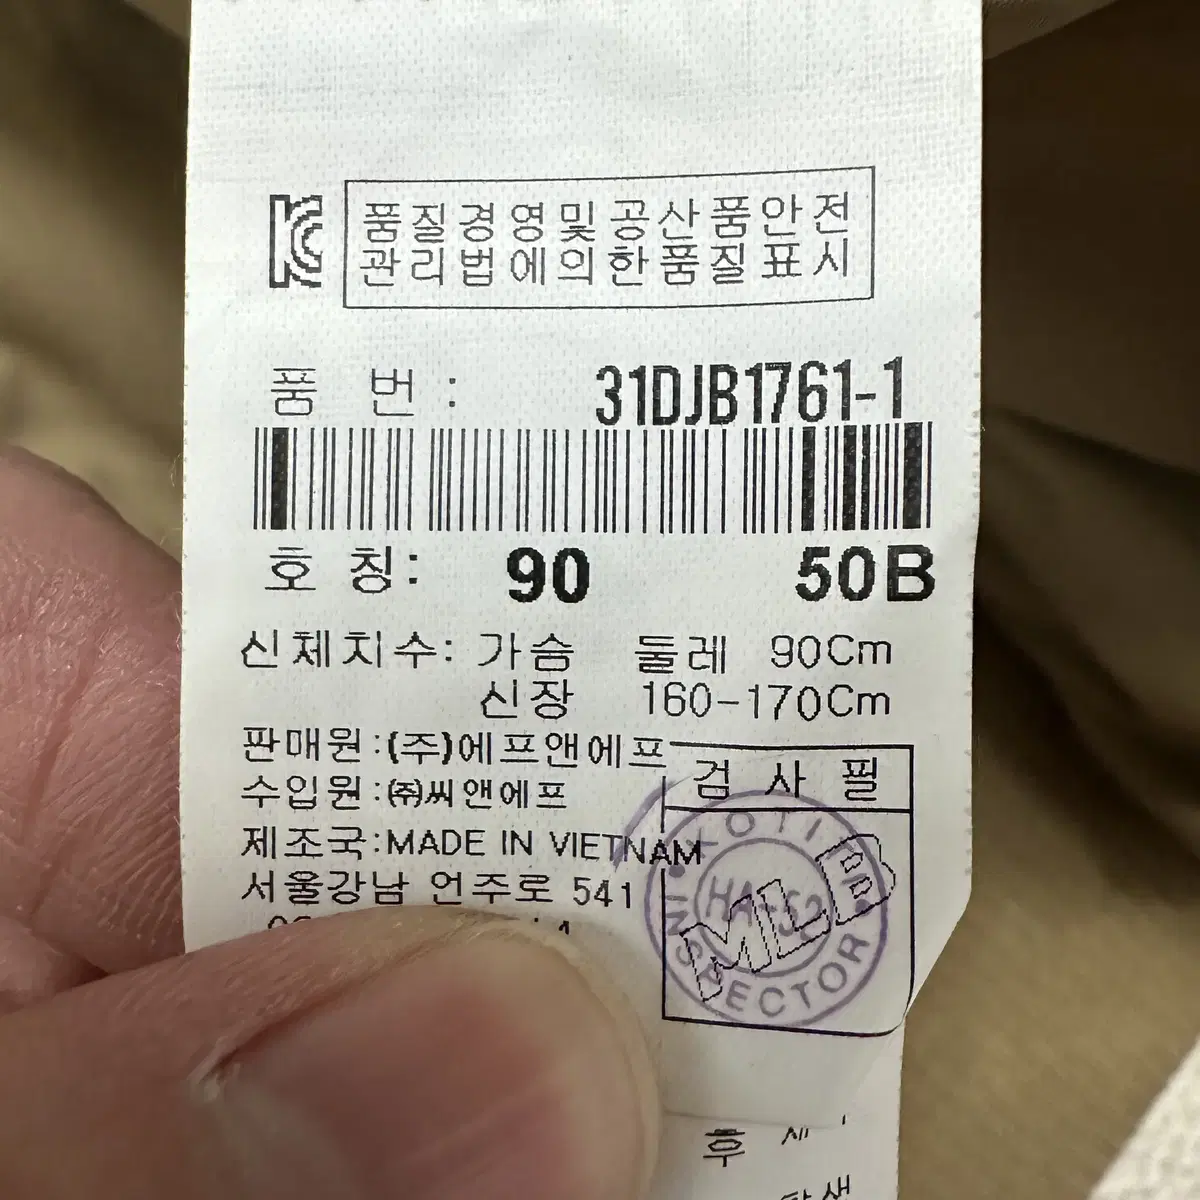 품질경영및공산품안전
관리법에의한품질표시
품 번 : 31DJB1761-1
호 칭: 90 50B
신체치수: 가슴 둘레 90Cm
신장 160-170Cm
판매원:(주)에프앤에프
수입원:㈜씨앤에프
제조국:MADE IN VIETNAM
서울강남 언주로 541
검 사 필
KOTITI
INSPECTOR
MLB
후